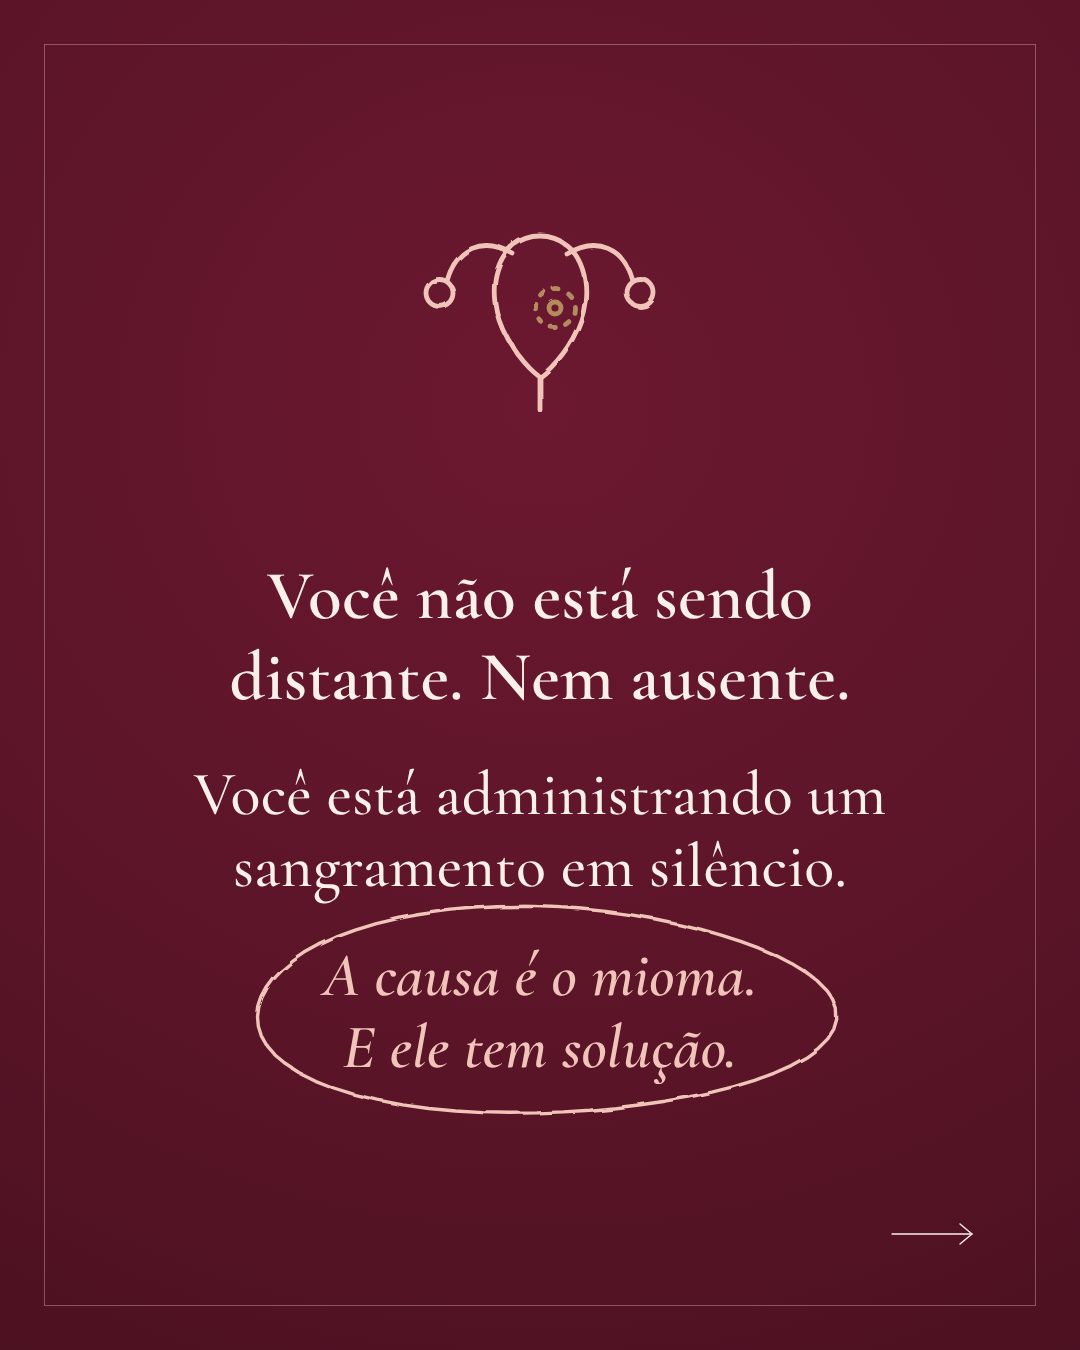 Você não está sendo
distante. Nem ausente.
Você está administrando um
sangramento em silêncio.
A causa é o mioma.
E ele tem solução.